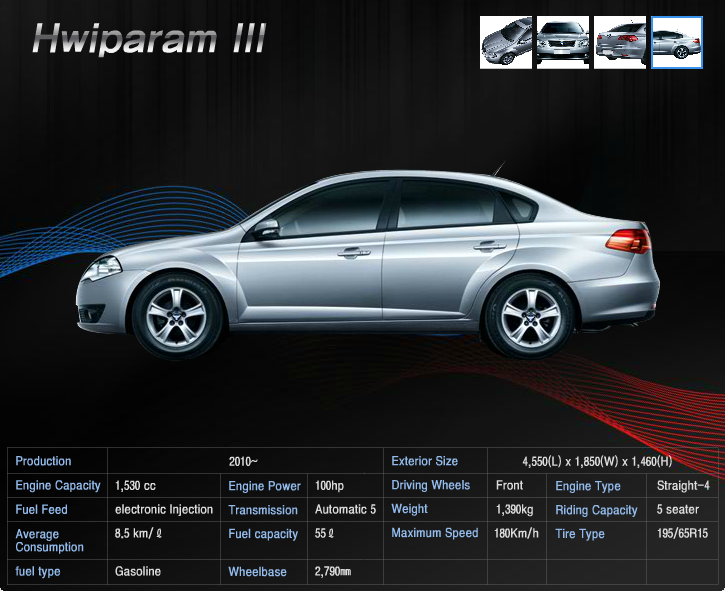 Hwiparam III
Production 2010~ Exterior Size 4,550(L) x 1,850(W) x 1,460(H)
Engine Capacity 1,530 cc Engine Power 100hp Driving Wheels Front Engine Type Straight-4
Fuel Feed electronic Injection Transmission Automatic 5 Weight 1,390kg Riding Capacity 5 seater
Average
Consumption 8,5 km/ℓ Fuel capacity 55ℓ Maximum Speed 180Km/h Tire Type 195/65R15
fuel type Gasoline Wheelbase 2,790mm